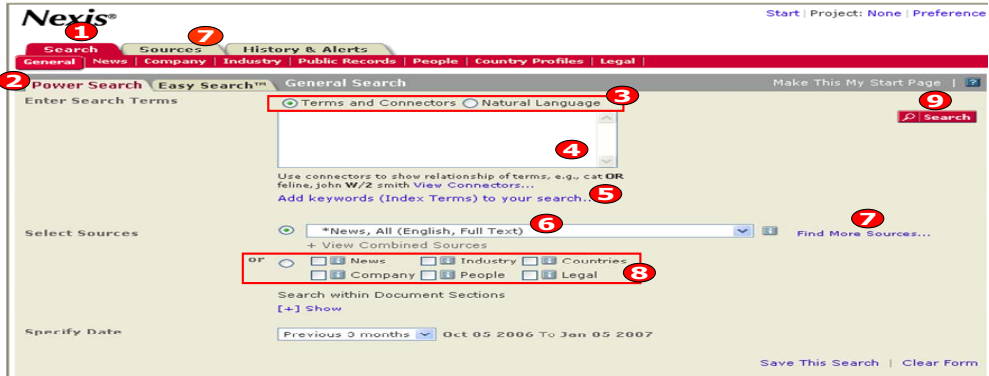 Nexis®
Start | Project: None | Preference
1
7
Search Sources History & Alerts
General | News | Company | Industry | Public Records | People | Country Profiles | Legal |
2
Power Search Easy Search™ General Search Make This My Start Page | ?
Enter Search Terms Terms and Connectors Natural Language 3
9
Search
4
Use connectors to show relationship of terms, e.g., cat OR
feline, john W/2 smith View Connectors...
Add keywords (Index Terms) to your search... 5
Select Sources *News, All (English, Full Text) 6
7
Find More Sources...
+ View Combined Sources
or News Industry Countries
Company People Legal 8
Search within Document Sections
[+] Show
Specify Date Previous 3 months Oct 05 2006 To Jan 05 2007
Save This Search | Clear Form